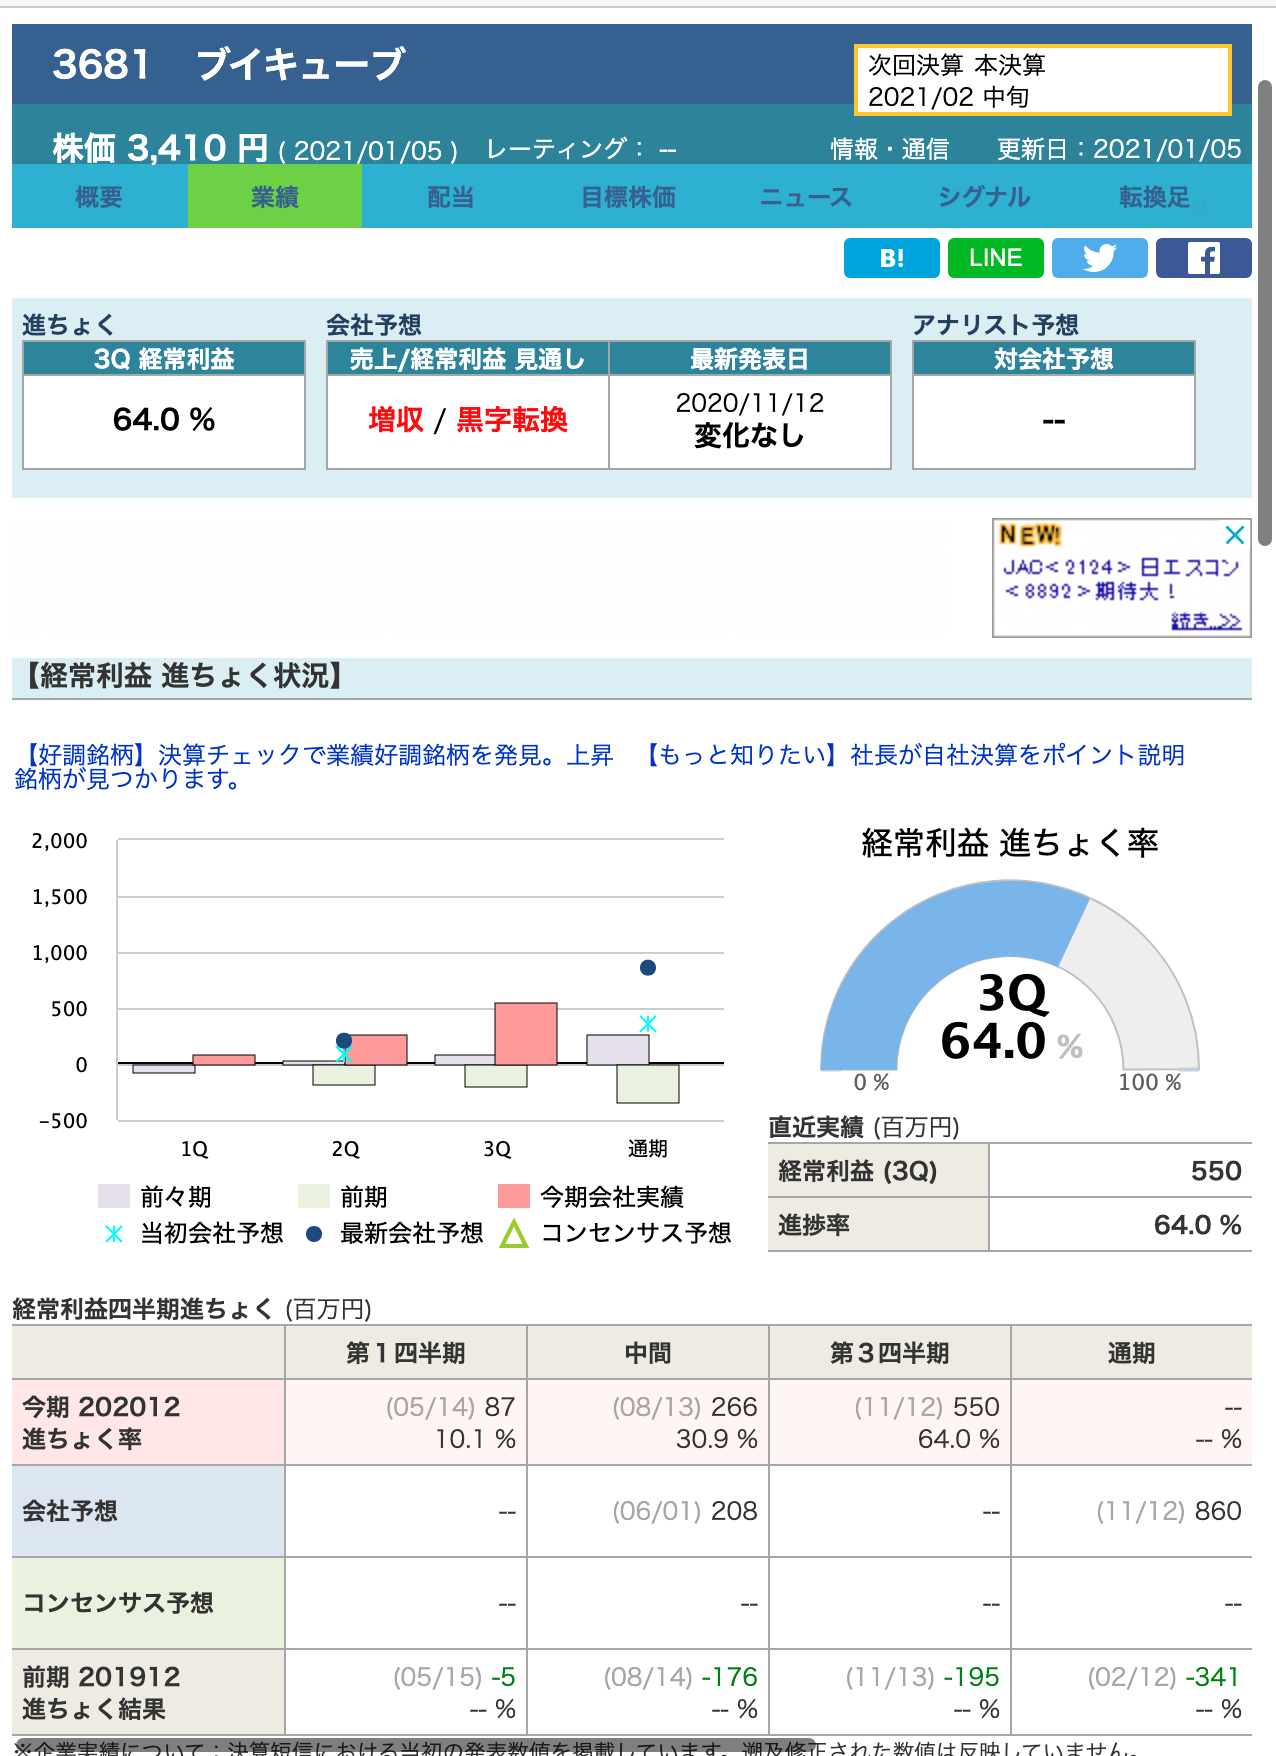 3681 ブイキューブ
次回決算 本決算
2021/02 中旬
株価 3,410 円 ( 2021/01/05 ) レーティング： -- 情報・通信 更新日：2021/01/05
概要 業績 配当 目標株価 ニュース シグナル 転換足
B! LINE
進ちょく 会社予想 アナリスト予想
3Q 経常利益 売上/経常利益 見通し 最新発表日 対会社予想
64.0 % 増収 / 黒字転換 2020/11/12 --
変化なし
NEW!
JAC<2124> 日エスコン
<8892>期待大！
続き..>>
【経常利益 進ちょく状況】
【好調銘柄】決算チェックで業績好調銘柄を発見。上昇
銘柄が見つかります。
【もっと知りたい】社長が自社決算をポイント説明
2,000
1,500
1,000
500
0
-500
1Q 2Q 3Q 通期
前々期 前期 今期会社実績
当初会社予想 最新会社予想 コンセンサス予想
経常利益 進ちょく率
3Q
64.0 %
0 % 100 %
直近実績 (百万円)
経常利益 (3Q) 550
進捗率 64.0 %
経常利益四半期進ちょく (百万円)
第１四半期 中間 第３四半期 通期
今期 202012 (05/14) 87 (08/13) 266 (11/12) 550 --
進ちょく率 10.1 % 30.9 % 64.0 % -- %
会社予想 -- (06/01) 208 -- (11/12) 860
コンセンサス予想 -- -- -- --
前期 201912 (05/15) -5 (08/14) -176 (11/13) -195 (02/12) -341
進ちょく結果 -- % -- % -- % -- %
※企業実績について：決算短信における当初の発表数値を掲載しています。遡及修正された数値は反映していません。